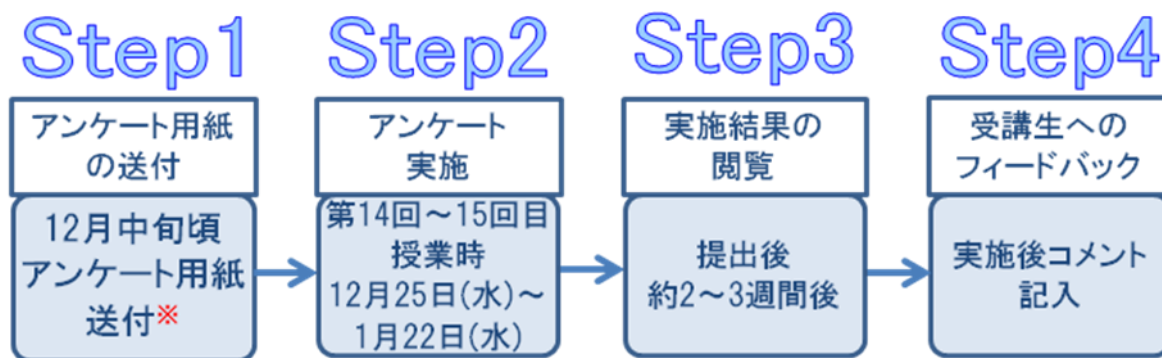 Step1
アンケート用紙
の送付
12月中旬頃
アンケート用紙
送付※
Step2
アンケート
実施
第14回～15回目
授業時
12月25日(水)～
1月22日(水)
Step3
実施結果の
閲覧
提出後
約2～3週間後
Step4
受講生への
フィードバック
実施後コメント
記入